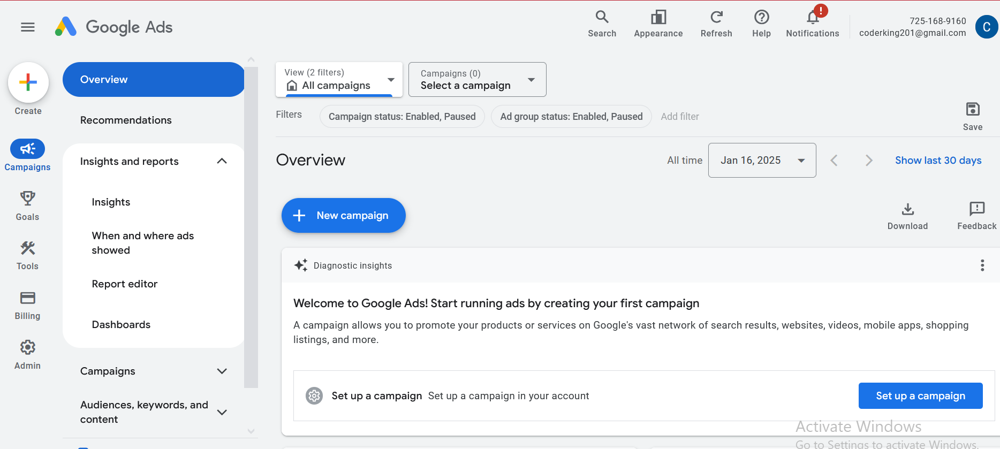 Google Ads
Search
Appearance
Refresh
Help
!
Notifications
725-168-9160
coderking201@gmail.com
C
Create
Campaigns
Goals
Tools
Billing
Admin
Overview
Recommendations
Insights and reports
Insights
When and where ads
showed
Report editor
Dashboards
Campaigns
Audiences, keywords, and
content
View (2 filters)
All campaigns
Campaigns (0)
Select a campaign
Filters
Campaign status: Enabled, Paused
Ad group status: Enabled, Paused
Add filter
Save
Overview
All time
Jan 16, 2025
Show last 30 days
New campaign
Download
Feedback
Diagnostic insights
Welcome to Google Ads! Start running ads by creating your first campaign
A campaign allows you to promote your products or services on Google's vast network of search results, websites, videos, mobile apps, shopping
listings, and more.
Set up a campaign Set up a campaign in your account
Set up a campaign
Activate Windows
Go to Settings to activate Windows.